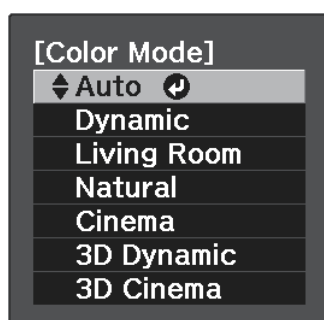 [Color Mode]
Auto
Dynamic
Living Room
Natural
Cinema
3D Dynamic
3D Cinema